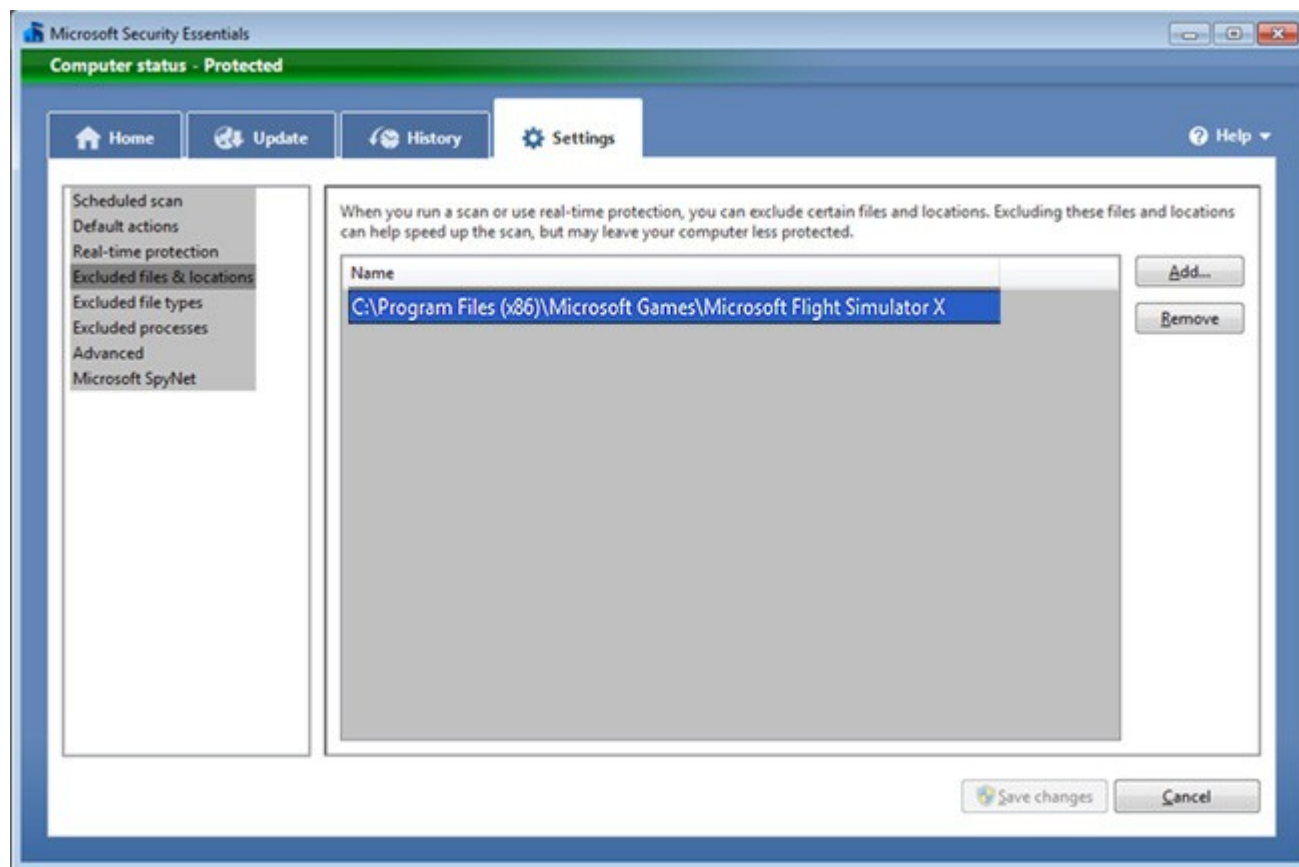 Microsoft Security Essentials
Computer status - Protected
Home
Update
History
Settings
Help
Scheduled scan
Default actions
Real-time protection
Excluded files & locations
Excluded file types
Excluded processes
Advanced
Microsoft SpyNet
When you run a scan or use real-time protection, you can exclude certain files and locations. Excluding these files and locations
can help speed up the scan, but may leave your computer less protected.
Name
C:\Program Files (x86)\Microsoft Games\Microsoft Flight Simulator X
Add...
Remove
Save changes
Cancel